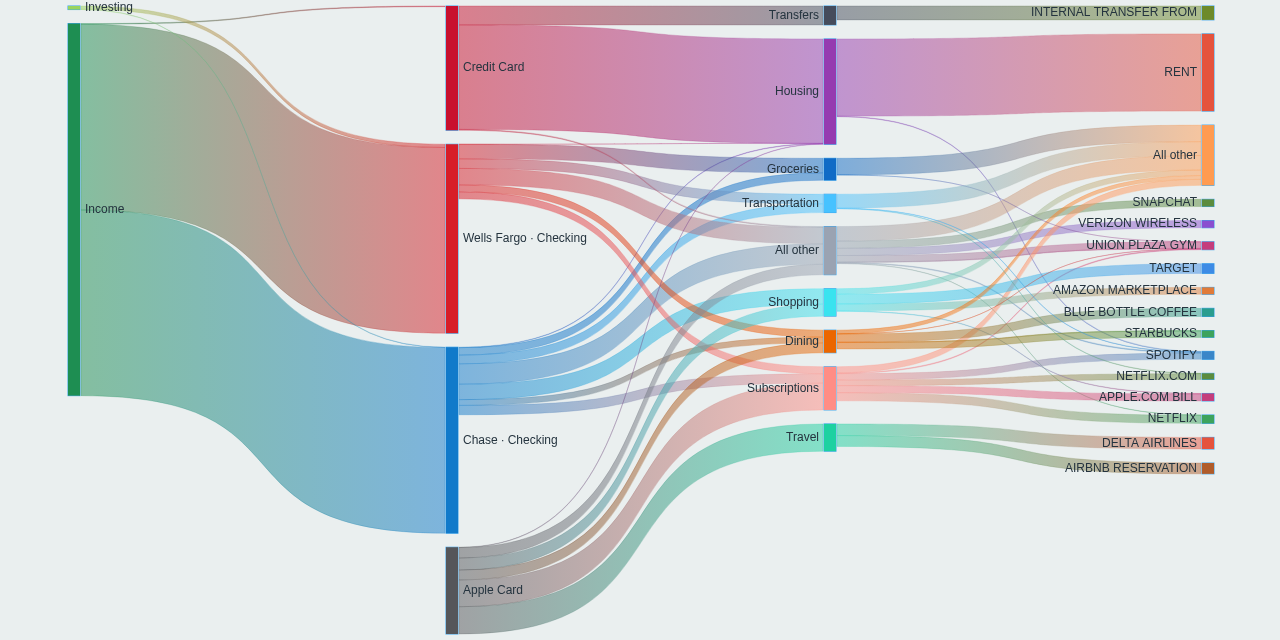 Investing
Income
Credit Card
Wells Fargo · Checking
Chase · Checking
Apple Card
Transfers
Housing
Groceries
Transportation
All other
Shopping
Dining
Subscriptions
Travel
INTERNAL TRANSFER FROM
RENT
All other
SNAPCHAT
VERIZON WIRELESS
UNION PLAZA GYM
TARGET
AMAZON MARKETPLACE
BLUE BOTTLE COFFEE
STARBUCKS
SPOTIFY
NETFLIX.COM
APPLE.COM BILL
NETFLIX
DELTA AIRLINES
AIRBNB RESERVATION